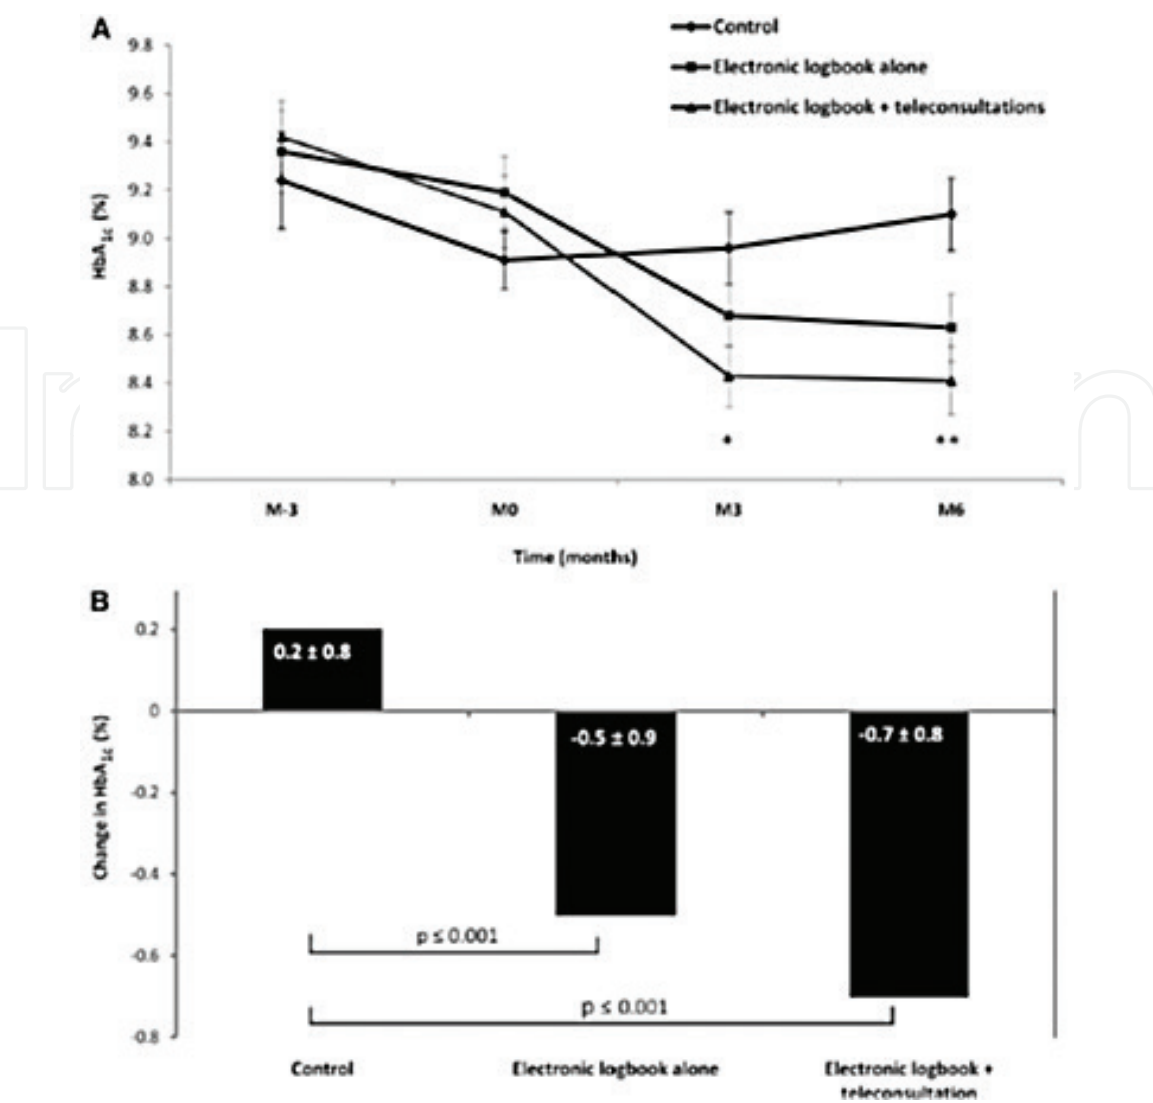 A
Control
Electronic logbook alone
Electronic logbook + teleconsultations
9.8
9.6
9.4
9.2
9.0
8.8
8.6
8.4
8.2
8.0
HbA1c (%)
M-3 M0 M3 M6
Time (months)
B
0.2
0
-0.2
-0.4
-0.6
-0.8
Change in HbA1c (%)
0.2 ± 0.8
-0.5 ± 0.9
-0.7 ± 0.8
p ≤ 0.001
p ≤ 0.001
Control Electronic logbook alone Electronic logbook +
teleconsultation